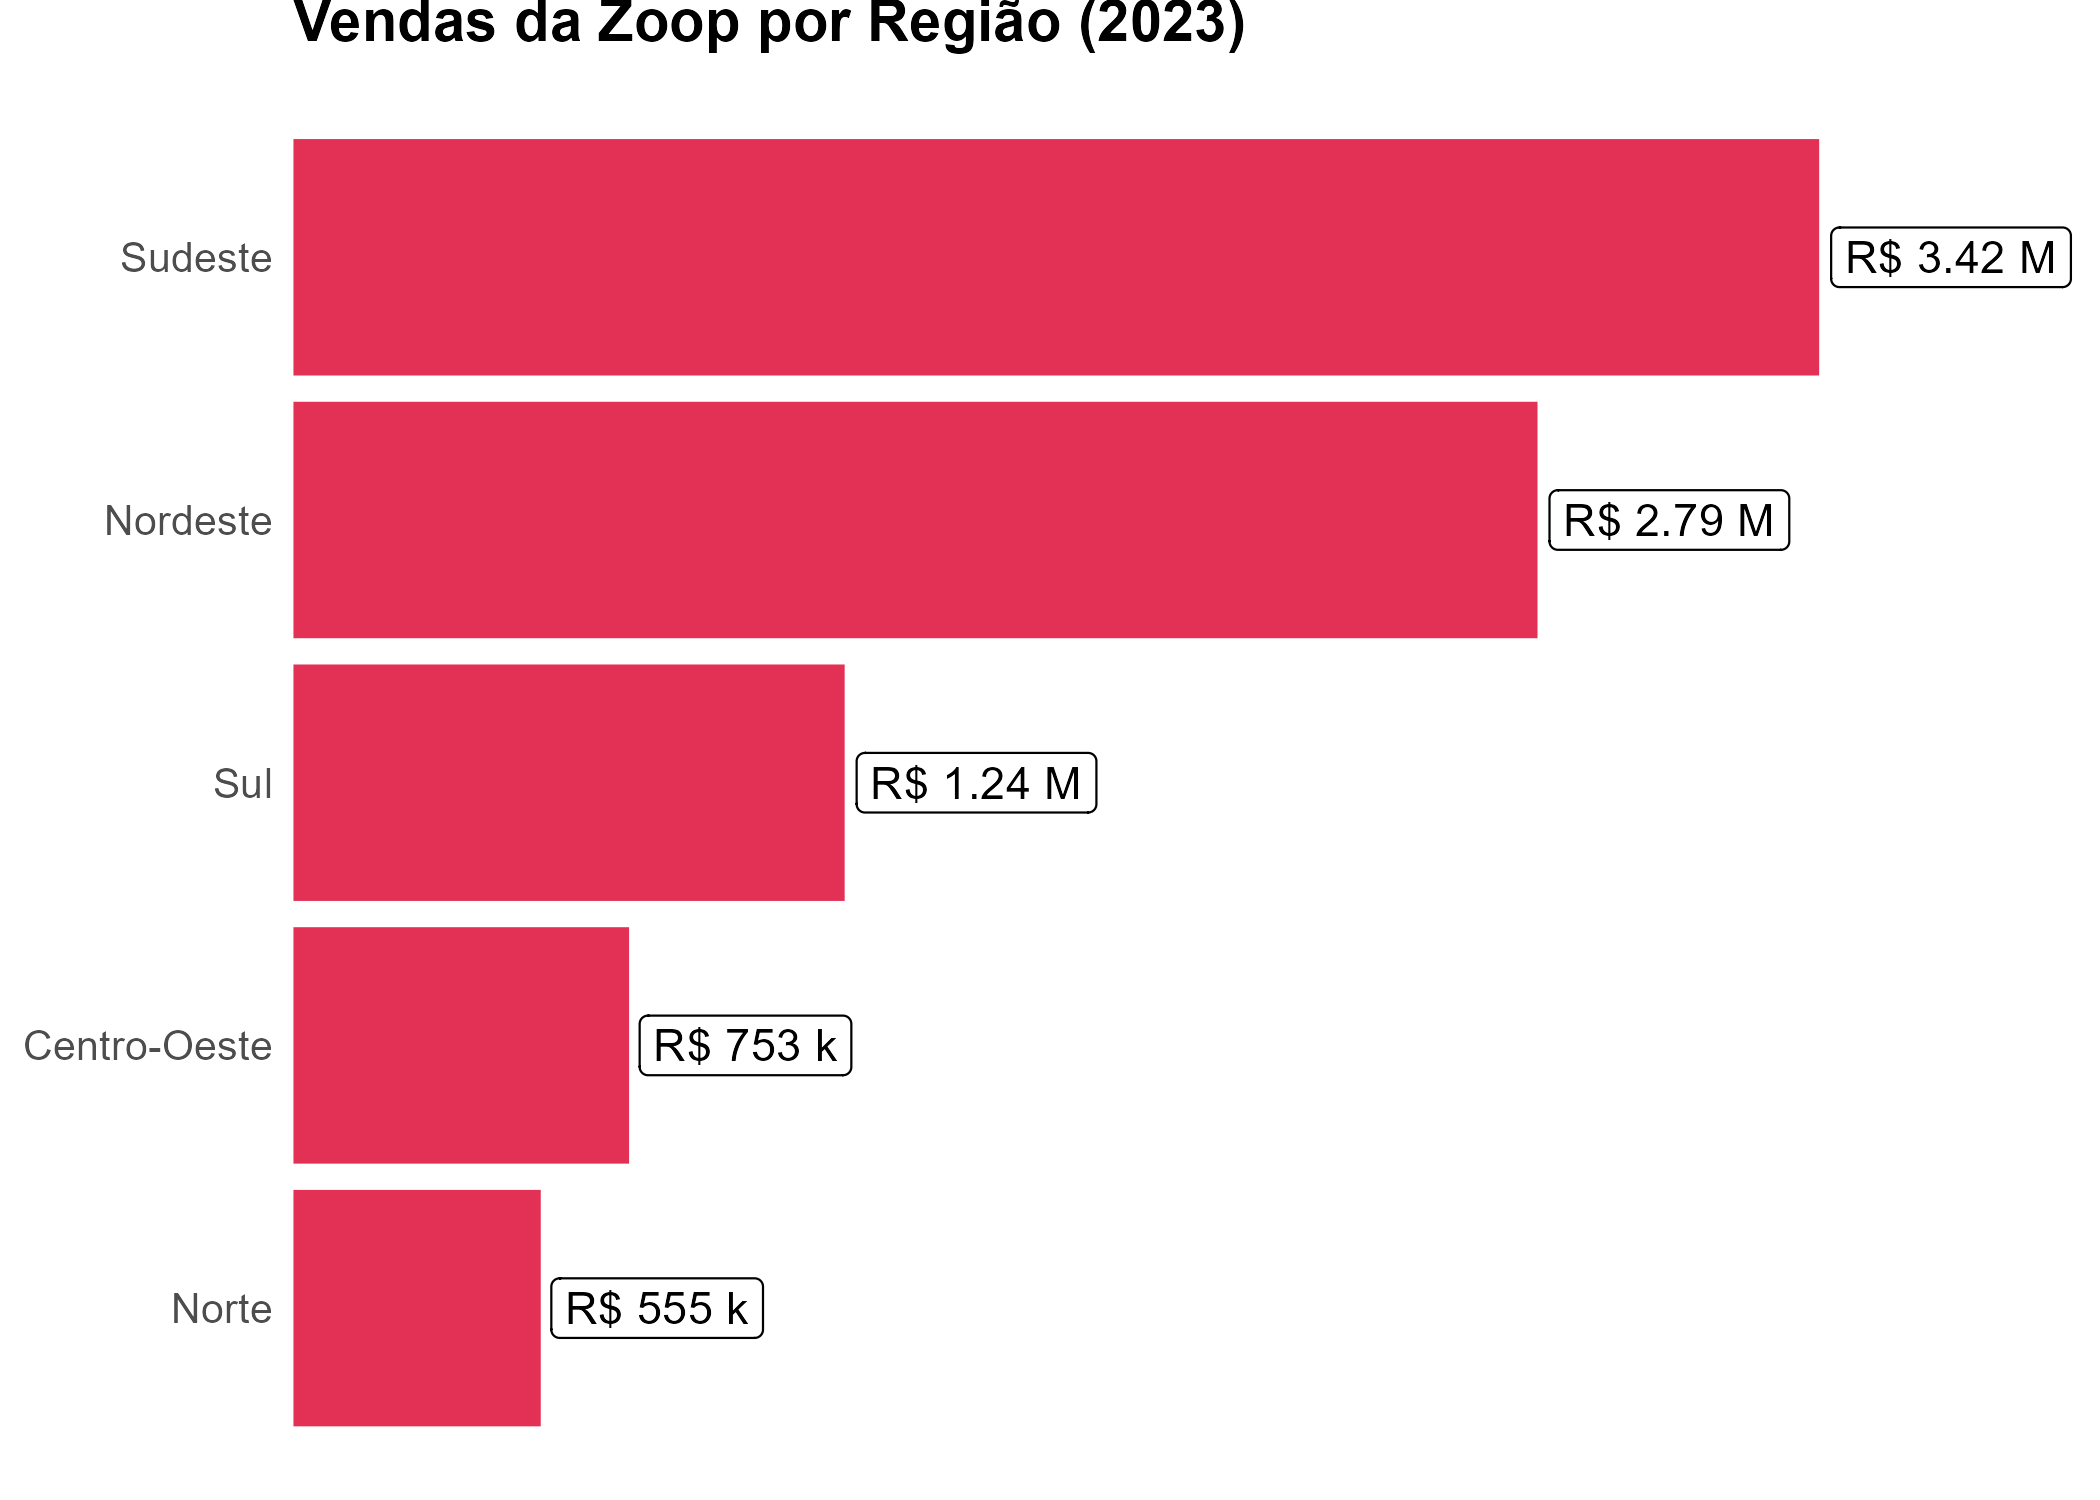 Vendas da Zoop por Região (2023)
Sudeste
R$ 3.42 M
Nordeste
R$ 2.79 M
Sul
R$ 1.24 M
Centro-Oeste
R$ 753 k
Norte
R$ 555 k